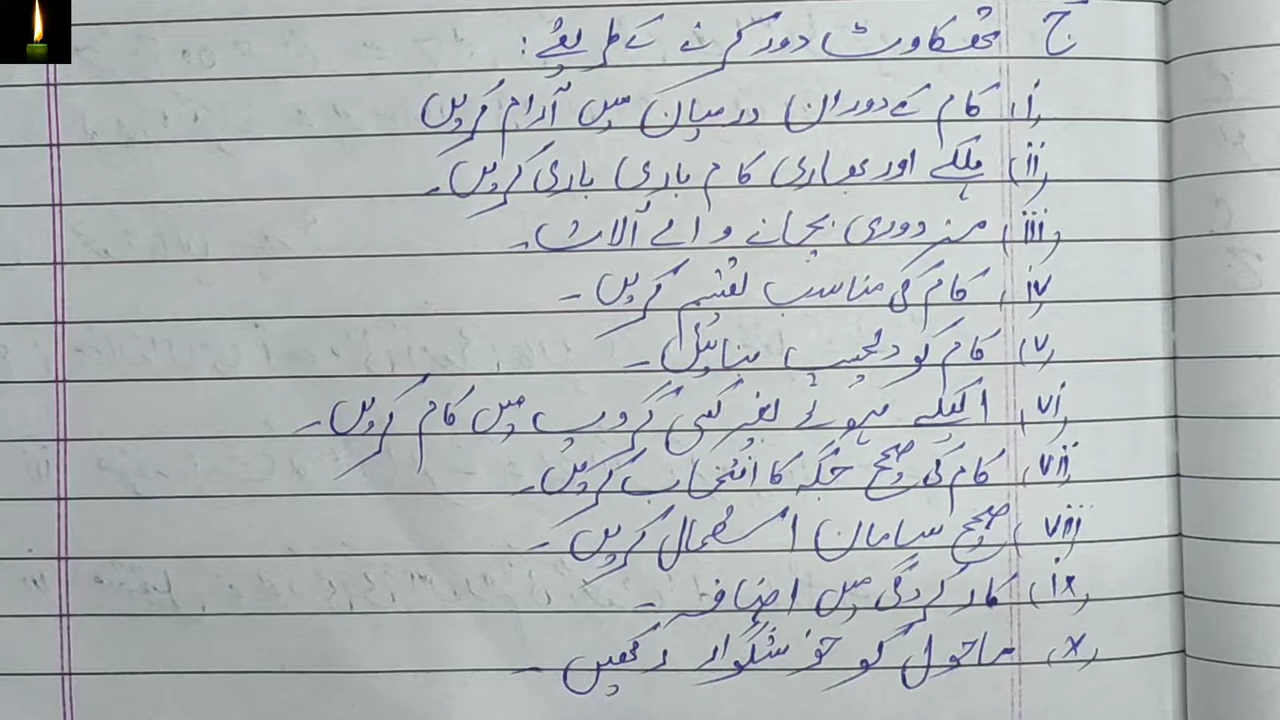 ج تھکاوٹ دور کرنے کے طریقے:
i) کام کے دوران درمیان میں آرام کریں
ii) ہلکے اور بھاری کام باری باری کریں۔
iii) مزدوری بچانے والے آلات۔
iv) کام کی مناسب تقسیم کریں۔
v) کام کو دلچسپ بنائیں۔
vi) اکیلے ہوئے بغیر کسی گروپ میں کام کریں۔
vii) کام کی صحیح جگہ کا انتخاب کریں۔
viii) صحیح سامان استعمال کریں۔
ix) کارکردگی میں اضافہ۔
x) ماحول کو خوشگوار رکھیں۔